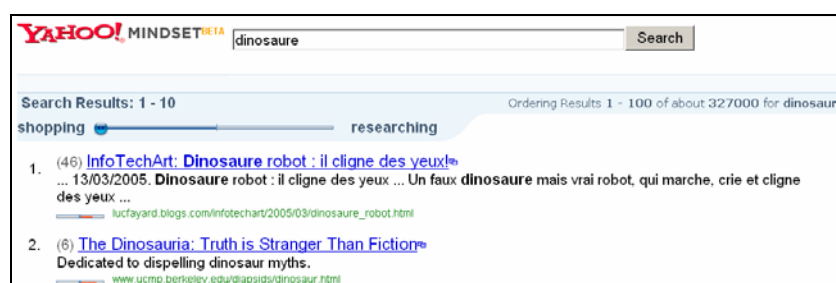 YAHOO! MINDSET BETA dinosaure Search
Search Results: 1 - 10 Ordering Results 1 - 100 of about 327000 for dinosaur
shopping researching
1. (46) InfoTechArt: Dinosaure robot : il cligne des yeux!
... 13/03/2005. Dinosaure robot : il cligne des yeux ... Un faux dinosaure mais vrai robot, qui marche, crie et cligne
des yeux ...
lucfayard.blogs.com/infotechart/2005/03/dinosaure_robot.html
2. (6) The Dinosauria: Truth is Stranger Than Fiction
Dedicated to dispelling dinosaur myths.
www.ucmp.berkeley.edu/diapsids/dinosaur.html